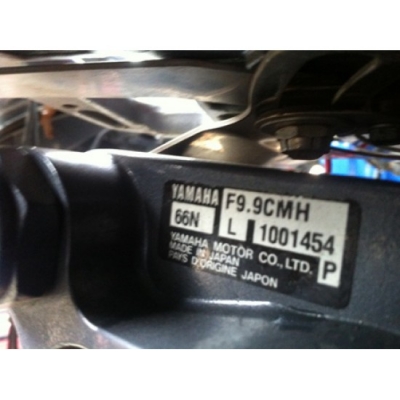 YAMAHA F9.9CMH
66N L 1001454
YAMAHA MOTOR CO., LTD.
MADE IN JAPAN
PAYS D'ORIGINE JAPON P